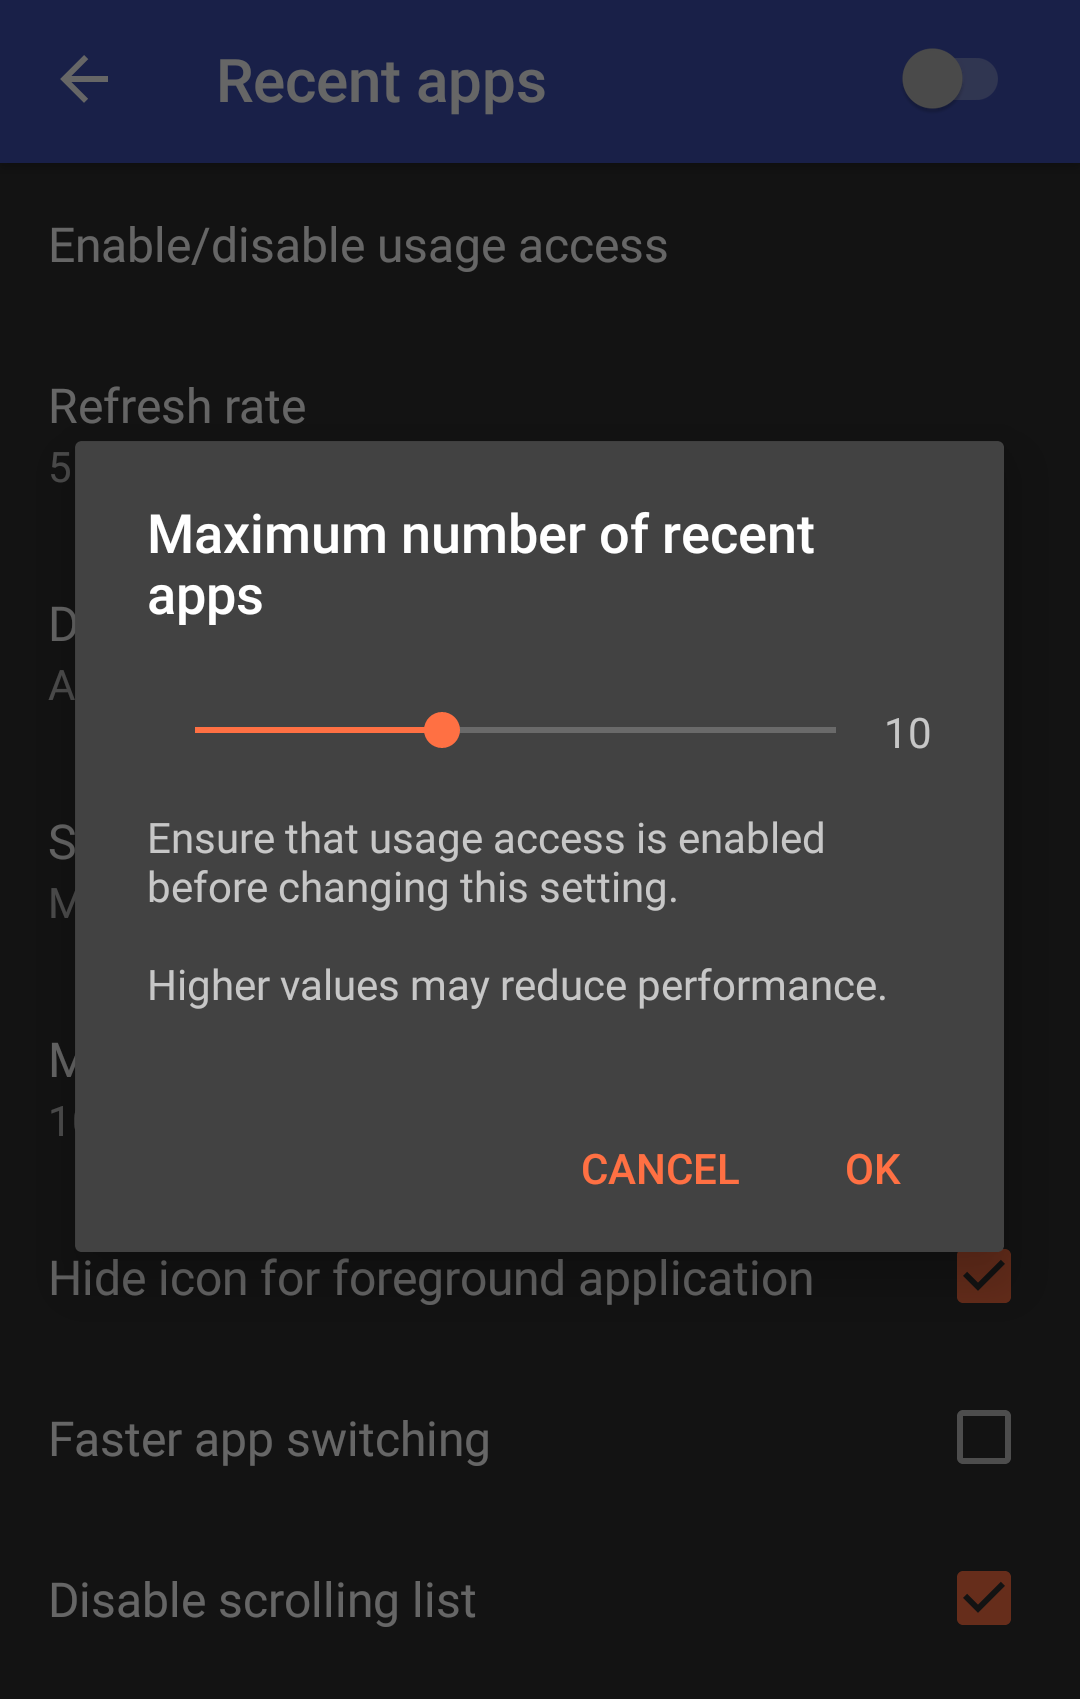 Recent apps
Enable/disable usage access
Refresh rate
5
Maximum number of recent
apps
10
Ensure that usage access is enabled
before changing this setting.
Higher values may reduce performance.
CANCEL OK
Hide icon for foreground application
Faster app switching
Disable scrolling list